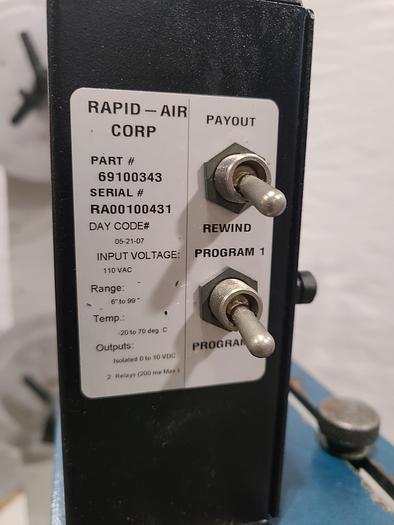 RAPID-AIR
CORP
PART #
69100343
SERIAL #
RA00100431
DAY CODE#
05-21-07
INPUT VOLTAGE:
110 VAC
Range:
6" to 99"
Temp.:
-20 to 70 deg. C
Outputs:
Isolated 0 to 10 VDC
2 Relays (200 ma Max.)
PAYOUT
REWIND
PROGRAM 1
PROGRAM